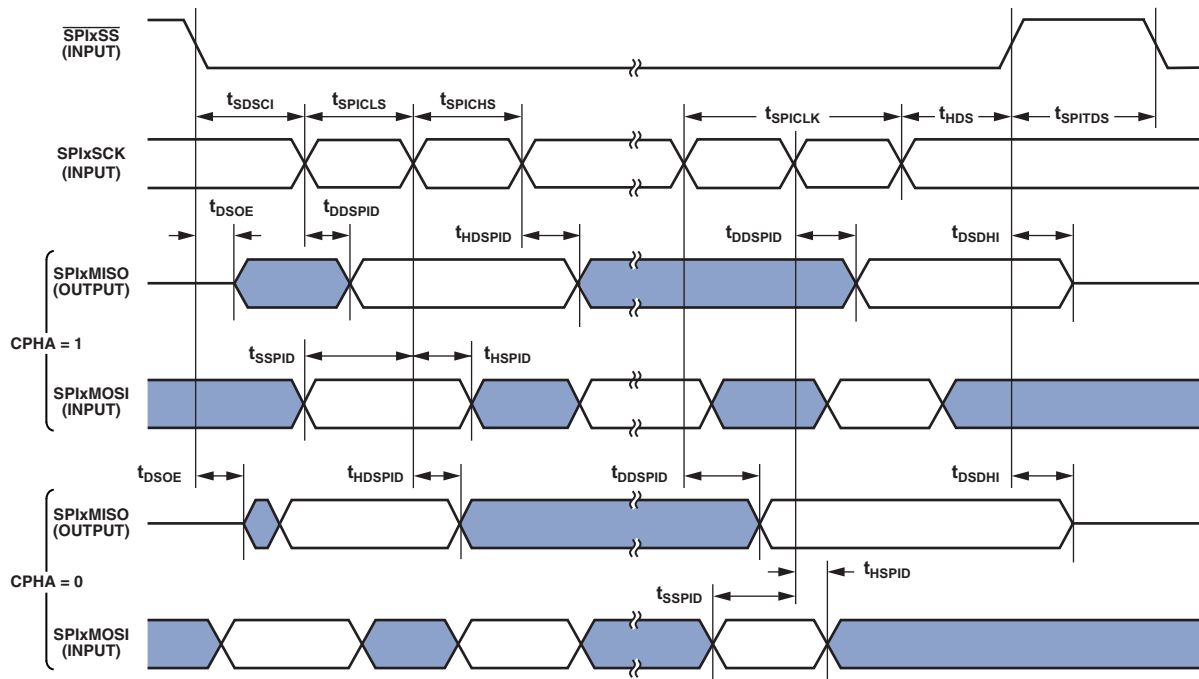 SPIxSS
(INPUT)
tSDSCI tSPICLS tSPICHS tSPICLK tHDS tSPITDS
SPIxSCK
(INPUT)
tDSOE tDDSPID tHDSPID tDDSPID tDSDHI
SPIxMISO
(OUTPUT)
CPHA = 1
tSSPID tHSPID
SPIxMOSI
(INPUT)
tDSOE tHDSPID tDDSPID tDSDHI
SPIxMISO
(OUTPUT)
CPHA = 0
tHSPID
tSSPID
SPIxMOSI
(INPUT)